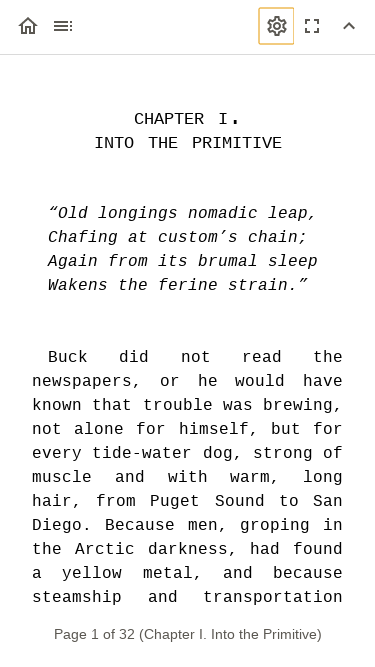 CHAPTER I.
INTO THE PRIMITIVE
“Old longings nomadic leap,
Chafing at custom’s chain;
Again from its brumal sleep
Wakens the ferine strain.”
Buck did not read the
newspapers, or he would have
known that trouble was brewing,
not alone for himself, but for
every tide-water dog, strong of
muscle and with warm, long
hair, from Puget Sound to San
Diego. Because men, groping in
the Arctic darkness, had found
a yellow metal, and because
steamship and transportation
Page 1 of 32 (Chapter I. Into the Primitive)